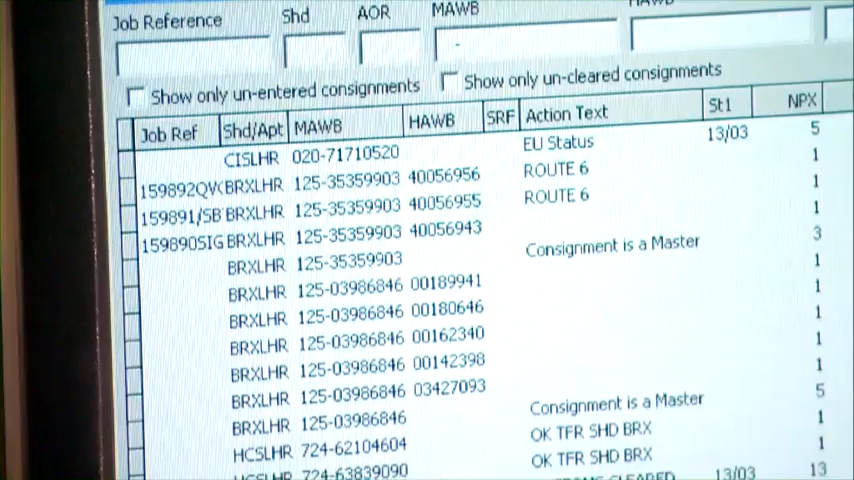 Job Reference Shd AOR MAWB
Show only un-entered consignments Show only un-cleared consignments
Job Ref Shd/Apt MAWB HAWB SRF Action Text St1 NPX
CISLHR 020-71710520 EU Status 13/03 5
159892QV(BRXLHR 125-35359903 40056956 ROUTE 6 1
159891/SB BRXLHR 125-35359903 40056955 ROUTE 6 1
159890SIG BRXLHR 125-35359903 40056943 1
BRXLHR 125-35359903 Consignment is a Master 3
BRXLHR 125-03986846 00189941 1
BRXLHR 125-03986846 00180646 1
BRXLHR 125-03986846 00162340 1
BRXLHR 125-03986846 00142398 1
BRXLHR 125-03986846 03427093 1
BRXLHR 125-03986846 Consignment is a Master 5
HCSLHR 724-62104604 OK TFR SHD BRX 1
HCSLHR 724-63839090 OK TFR SHD BRX 1
CLEARED 13/03 13